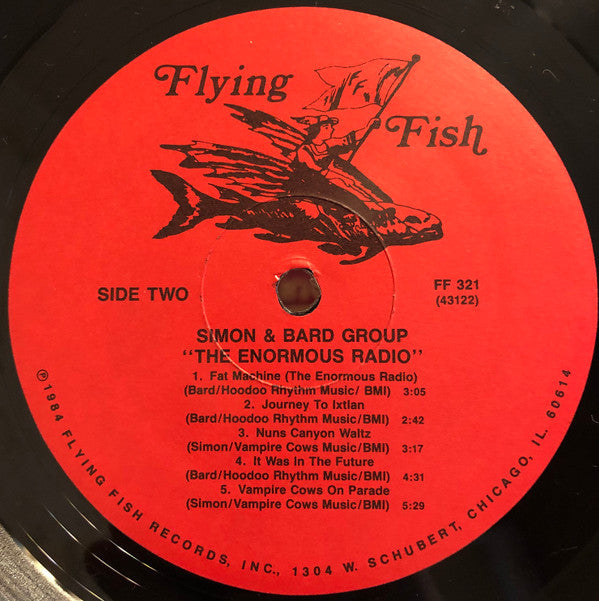 Flying
Fish
SIDE TWO
FF 321
(43122)
SIMON & BARD GROUP
"THE ENORMOUS RADIO"
1. Fat Machine (The Enormous Radio)
(Bard/Hoodoo Rhythm Music/ BMI) 3:05
2. Journey To Ixtlan
(Bard/Hoodoo Rhythm Music/BMI) 2:42
3. Nuns Canyon Waltz
(Simon/Vampire Cows Music/BMI) 3:17
4. It Was In The Future
(Bard/Hoodoo Rhythm Music/BMI) 4:31
5. Vampire Cows On Parade
(Simon/Vampire Cows Music/BMI) 5:29
℗ 1984 FLYING FISH RECORDS, INC., 1304 W. SCHUBERT, CHICAGO, IL. 60614